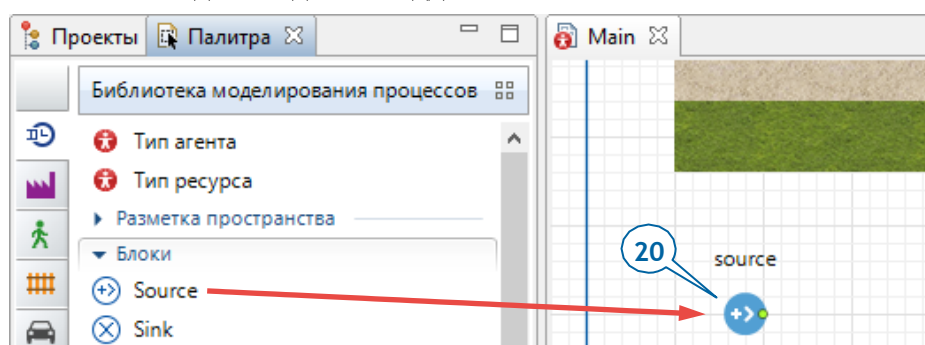 Проекты Палитра Main
Библиотека моделирования процессов
Тип агента
Тип ресурса
Разметка пространства
Блоки
20
source
Source
Sink